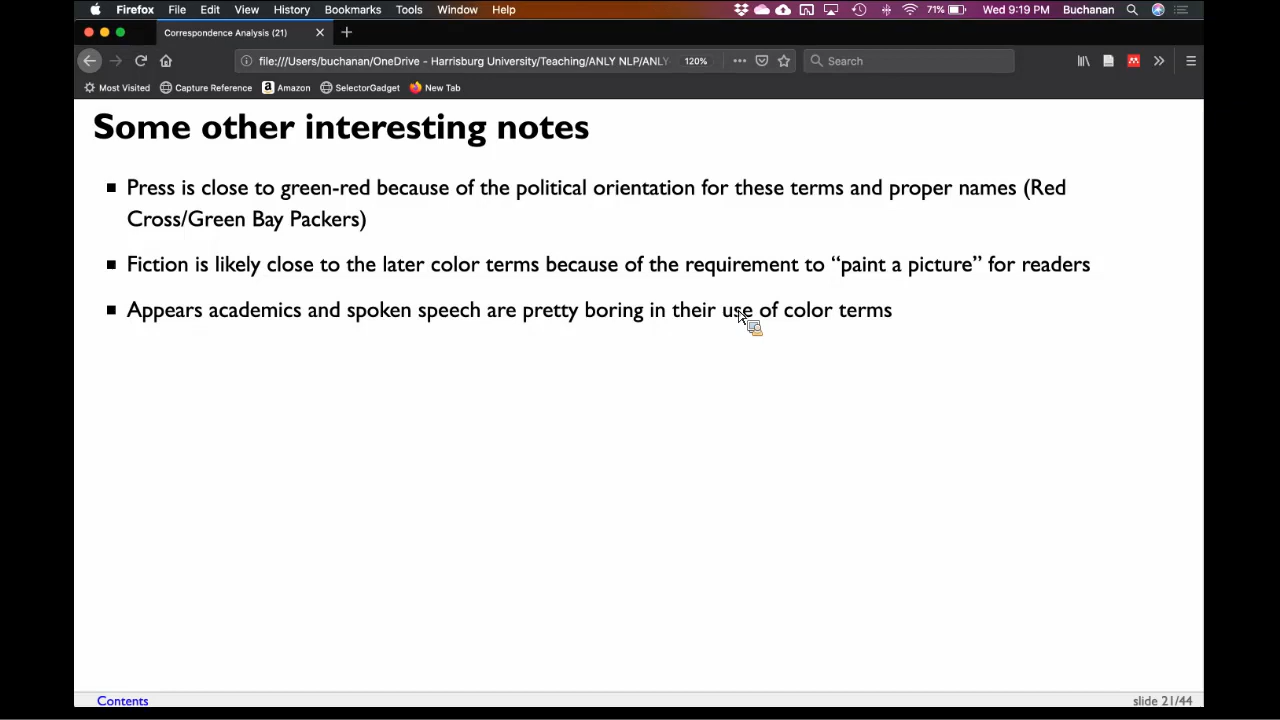 Firefox File Edit View History Bookmarks Tools Window Help 71% Wed 9:19 PM Buchanan
Correspondence Analysis (21)
file:///Users/buchanan/OneDrive - Harrisburg University/Teaching/ANLY NLP/ANLY 120% Search
Most Visited Capture Reference Amazon SelectorGadget New Tab
Some other interesting notes
Press is close to green-red because of the political orientation for these terms and proper names (Red
Cross/Green Bay Packers)
Fiction is likely close to the later color terms because of the requirement to “paint a picture” for readers
Appears academics and spoken speech are pretty boring in their use of color terms
Contents slide 21/44